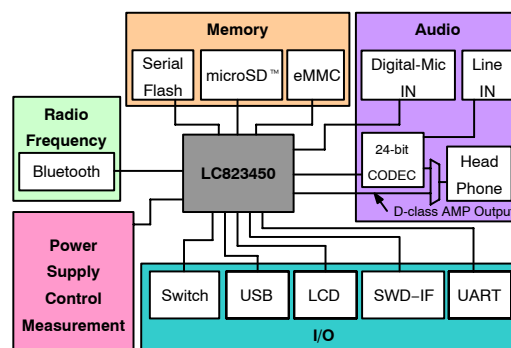 Memory
Serial
Flash
microSD™
eMMC
Audio
Digital-Mic
IN
Line
IN
24-bit
CODEC
Head
Phone
D-class AMP Output
Radio
Frequency
Bluetooth
LC823450
Power
Supply
Control
Measurement
Switch
USB
LCD
SWD-IF
UART
I/O